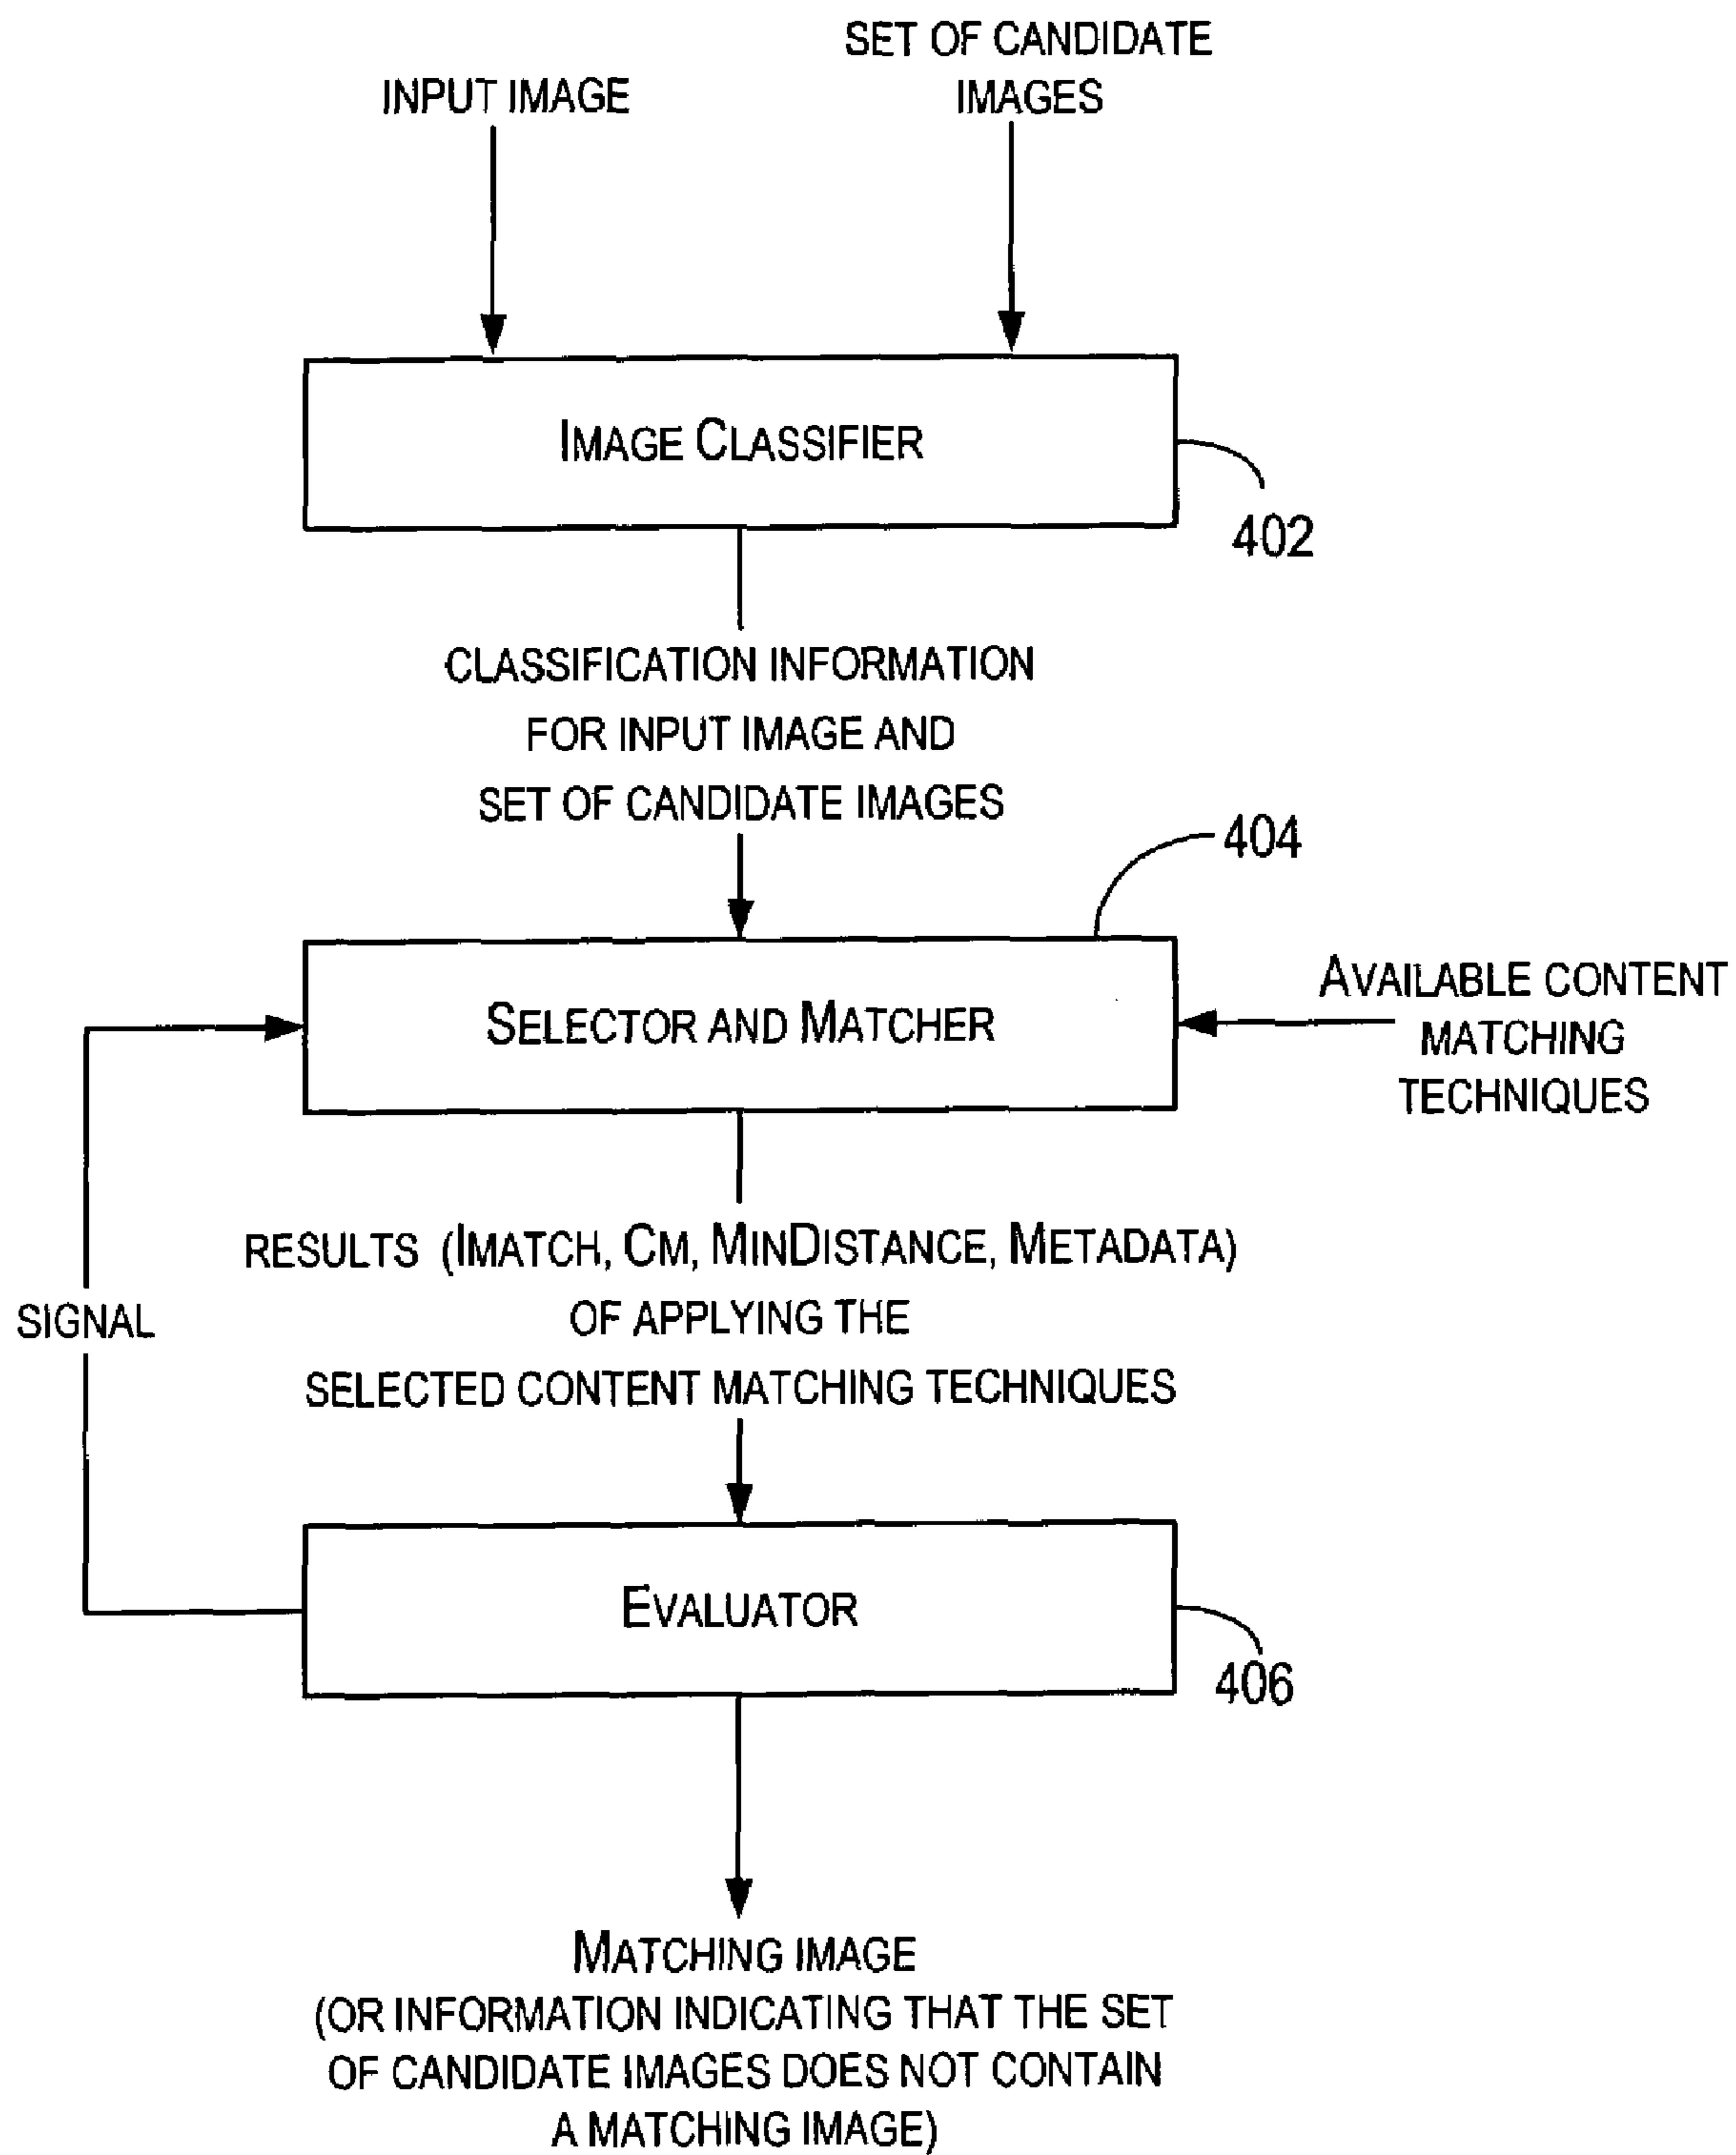 SET OF CANDIDATE
IMAGES
INPUT IMAGE
IMAGE CLASSIFIER
402
CLASSIFICATION INFORMATION
FOR INPUT IMAGE AND
SET OF CANDIDATE IMAGES
404
SELECTOR AND MATCHER
AVAILABLE CONTENT
MATCHING
TECHNIQUES
RESULTS (IMATCH, CM, MINDISTANCE, METADATA)
OF APPLYING THE
SELECTED CONTENT MATCHING TECHNIQUES
SIGNAL
EVALUATOR
406
MATCHING IMAGE
(OR INFORMATION INDICATING THAT THE SET
OF CANDIDATE IMAGES DOES NOT CONTAIN
A MATCHING IMAGE)